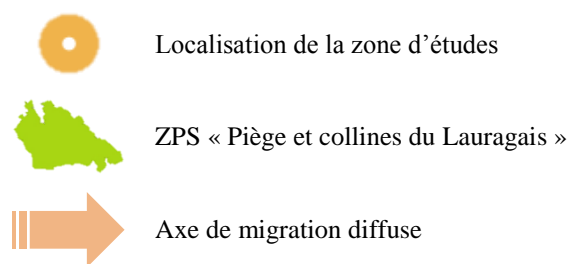 Localisation de la zone d’études
ZPS « Piège et collines du Lauragais »
Axe de migration diffuse